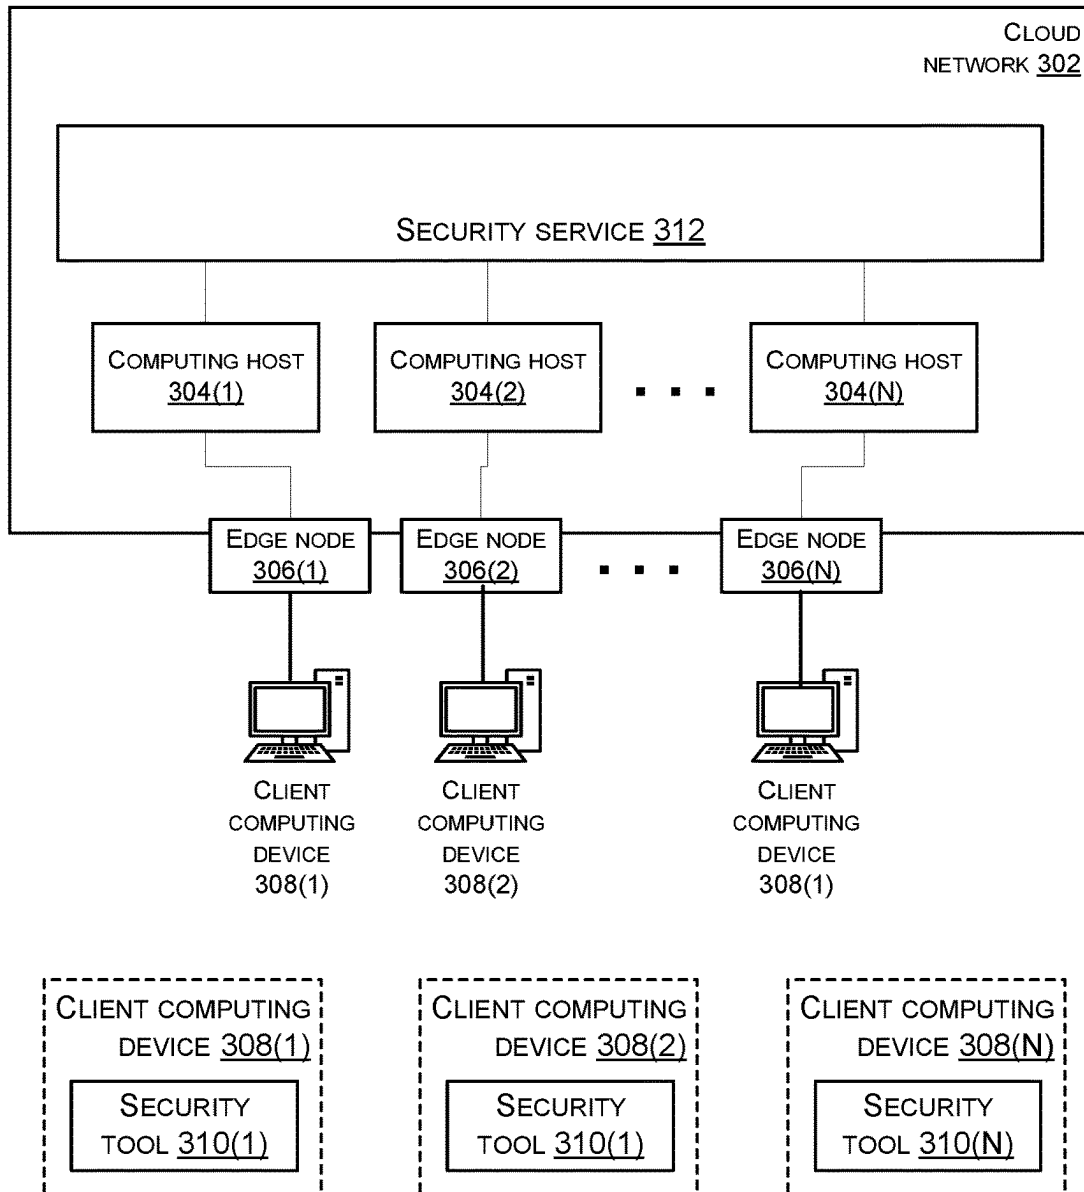 CLOUD
NETWORK 302
SECURITY SERVICE 312
COMPUTING HOST
304(1)
COMPUTING HOST
304(2)
COMPUTING HOST
304(N)
EDGE NODE
306(1)
EDGE NODE
306(2)
EDGE NODE
306(N)
CLIENT
COMPUTING
DEVICE
308(1)
CLIENT
COMPUTING
DEVICE
308(2)
CLIENT
COMPUTING
DEVICE
308(1)
CLIENT COMPUTING
DEVICE 308(1)
SECURITY
TOOL 310(1)
CLIENT COMPUTING
DEVICE 308(2)
SECURITY
TOOL 310(1)
CLIENT COMPUTING
DEVICE 308(N)
SECURITY
TOOL 310(N)